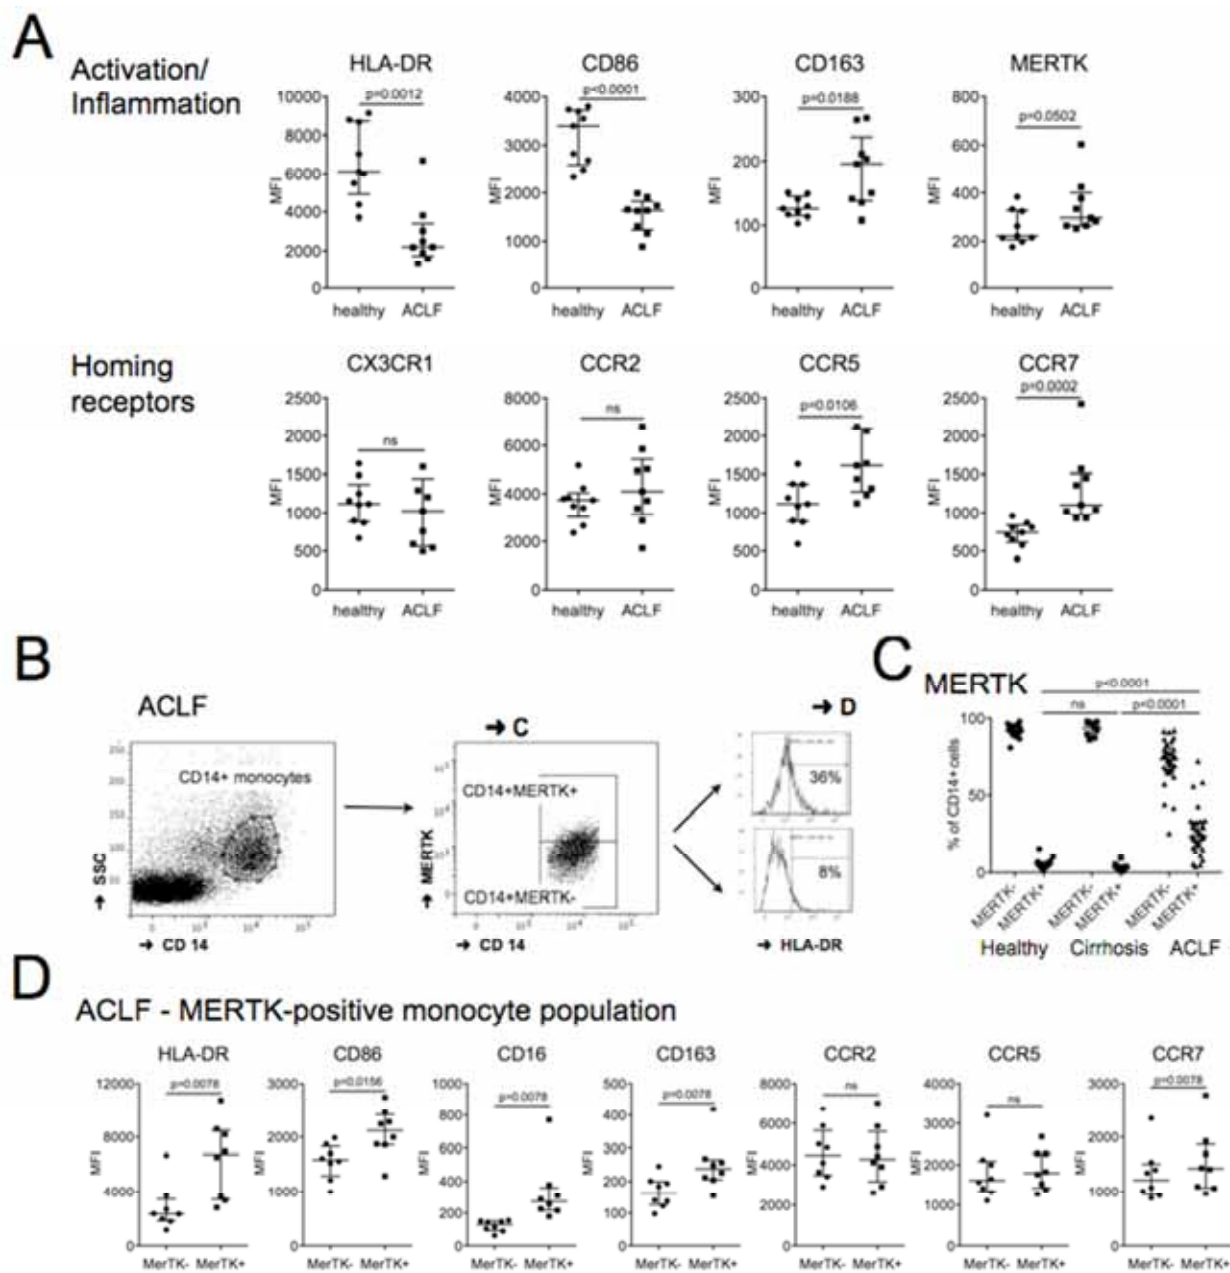 A
Activation/
Inflammation
HLA-DR
CD86
CD163
MERTK
p=0.0012
p<0.0001
p=0.0188
p=0.0502
MFI
10000
8000
6000
4000
2000
0
healthy ACLF
MFI
4000
3000
2000
1000
0
healthy ACLF
MFI
300
200
100
0
healthy ACLF
MFI
800
600
400
200
0
healthy ACLF
Homing
receptors
CX3CR1
CCR2
CCR5
CCR7
ns
ns
p=0.0106
p=0.0002
MFI
2500
2000
1500
1000
500
0
healthy ACLF
MFI
8000
6000
4000
2000
0
healthy ACLF
MFI
2500
2000
1500
1000
500
0
healthy ACLF
MFI
2500
2000
1500
1000
500
0
healthy ACLF
B
ACLF
CD14+ monocytes
➔ SSC
➔ CD 14
➔ C
CD14+MERTK+
CD14+MERTK-
➔ MERTK
➔ CD 14
➔ D
36%
8%
➔ HLA-DR
C
MERTK
p<0.0001
ns
p<0.0001
% of CD14+ cells
100
50
0
MERTK- MERTK+ MERTK- MERTK+ MERTK- MERTK+
Healthy Cirrhosis ACLF
D
ACLF - MERTK-positive monocyte population
HLA-DR
CD86
CD16
CD163
CCR2
CCR5
CCR7
p=0.0078
p=0.0156
p=0.0078
p=0.0078
ns
ns
p=0.0078
MFI
12000
8000
4000
0
MerTK- MerTK+
MFI
3000
2000
1000
0
MerTK- MerTK+
MFI
1000
800
600
400
200
0
MerTK- MerTK+
MFI
500
400
300
200
100
0
MerTK- MerTK+
MFI
8000
6000
4000
2000
0
MerTK- MerTK+
MFI
4000
3000
2000
1000
0
MerTK- MerTK+
MFI
3000
2000
1000
0
MerTK- MerTK+